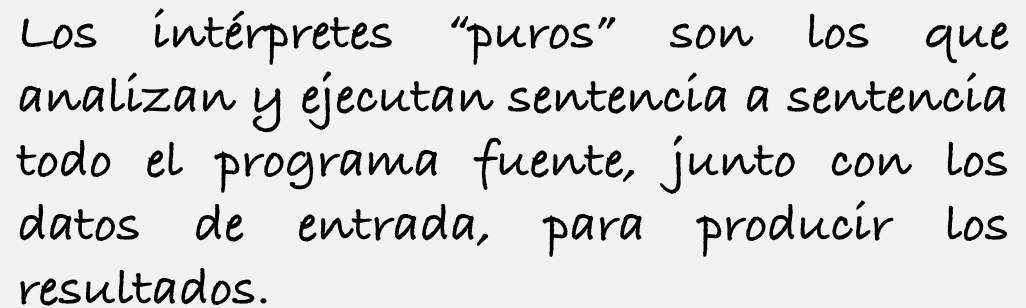 Los intérpretes “puros” son los que
analizan y ejecutan sentencia a sentencia
todo el programa fuente, junto con los
datos de entrada, para producir los
resultados.